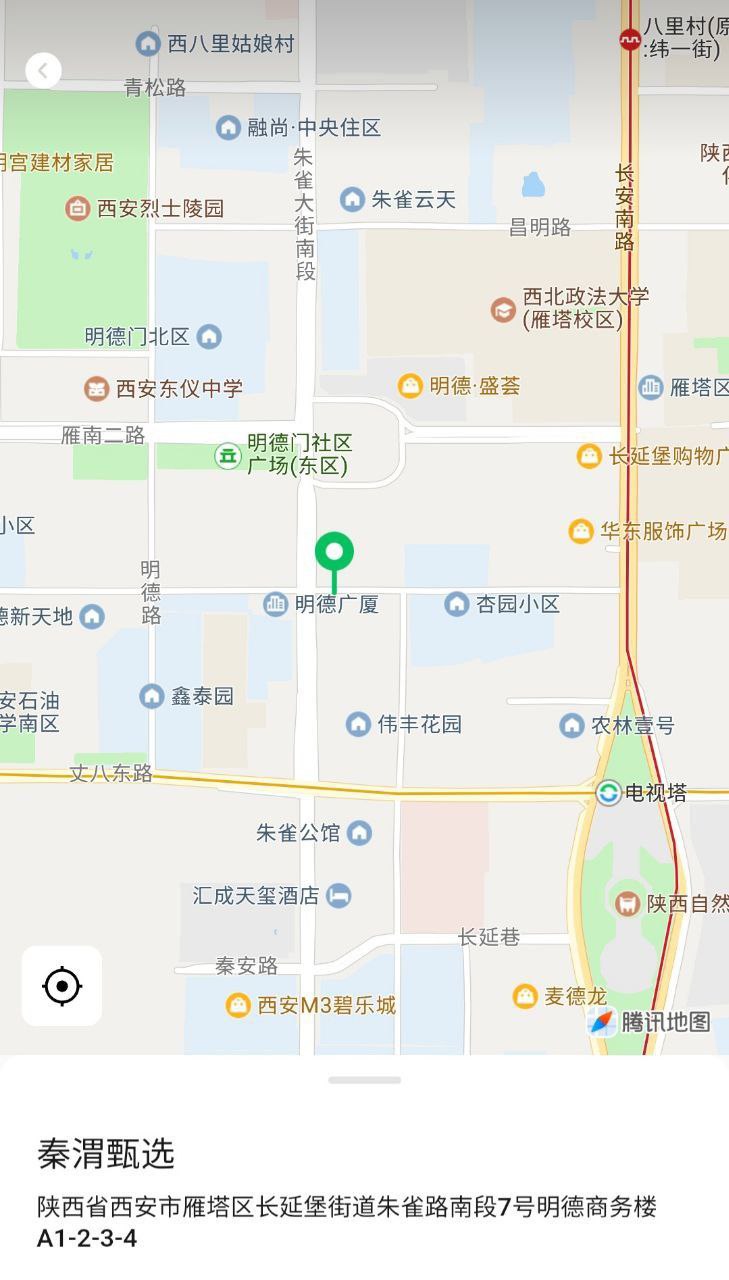 西八里姑娘村
八里村(原
:纬一街)
青松路
融尚·中央住区
朱雀大街南段
明宫建材家居
陕西
长安南路
西安烈士陵园
朱雀云天
昌明路
西北政法大学
(雁塔校区)
明德门北区
西安东仪中学
明德·盛荟
雁塔区
雁南二路
明德门社区
广场(东区)
长延堡购物广
小区
华东服饰广场
明德路
德新天地
明德广厦
杏园小区
安石油
学南区
鑫泰园
伟丰花园
农林壹号
丈八东路
电视塔
朱雀公馆
汇成天玺酒店
陕西自然
长延巷
秦安路
西安M3碧乐城
麦德龙
腾讯地图
秦渭甄选
陕西省西安市雁塔区长延堡街道朱雀路南段7号明德商务楼
A1-2-3-4